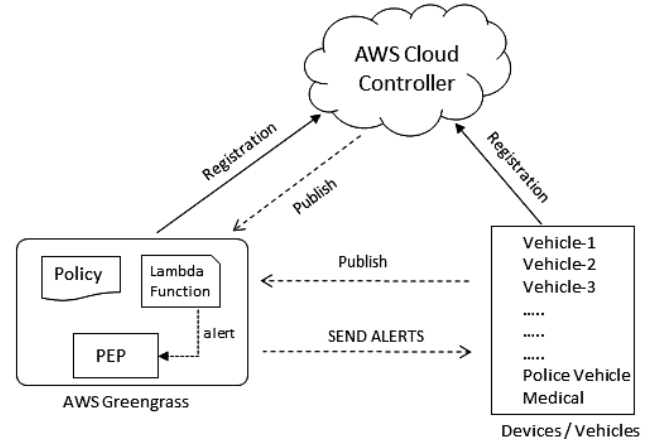 AWS Cloud
Controller
Registration
Registration
Publish
Policy
Lambda
Function
alert
PEP
AWS Greengrass
Publish
SEND ALERTS
Vehicle-1
Vehicle-2
Vehicle-3
.....
.....
.....
Police Vehicle
Medical
Devices / Vehicles